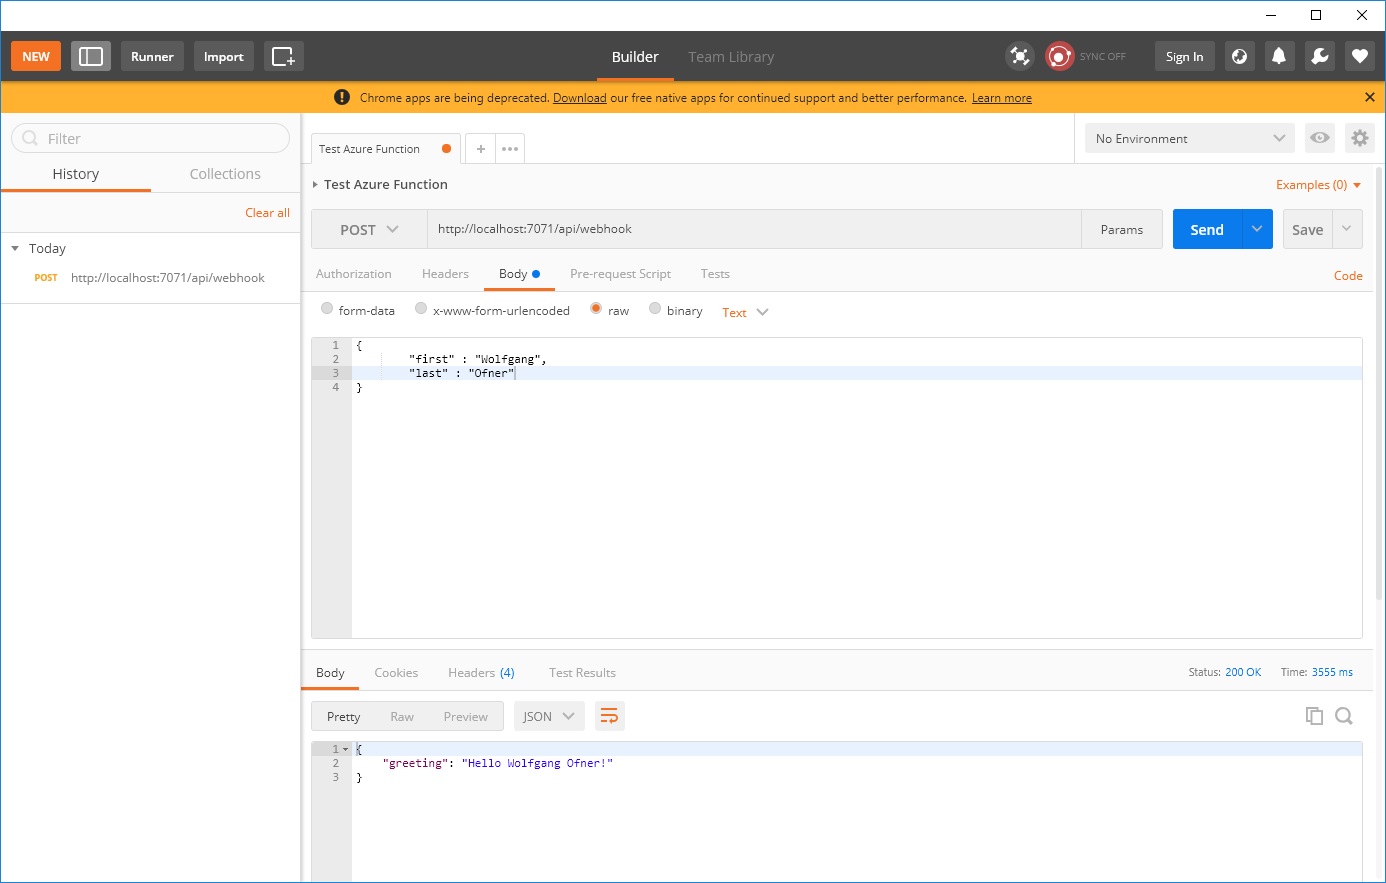 NEW Runner Import Builder Team Library SYNC OFF Sign In
Chrome apps are being deprecated. Download our free native apps for continued support and better performance. Learn more
Filter
History Collections
Clear all
Today
POST http://localhost:7071/api/webhook
Test Azure Function + No Environment
Test Azure Function Examples (0)
POST http://localhost:7071/api/webhook Params Send Save
Authorization Headers Body Pre-request Script Tests Code
form-data x-www-form-urlencoded raw binary Text
1 {
2 "first" : "Wolfgang",
3 "last" : "Ofner"
4 }
Body Cookies Headers (4) Test Results Status: 200 OK Time: 3555 ms
Pretty Raw Preview JSON
1 {
2 "greeting": "Hello Wolfgang Ofner!"
3 }